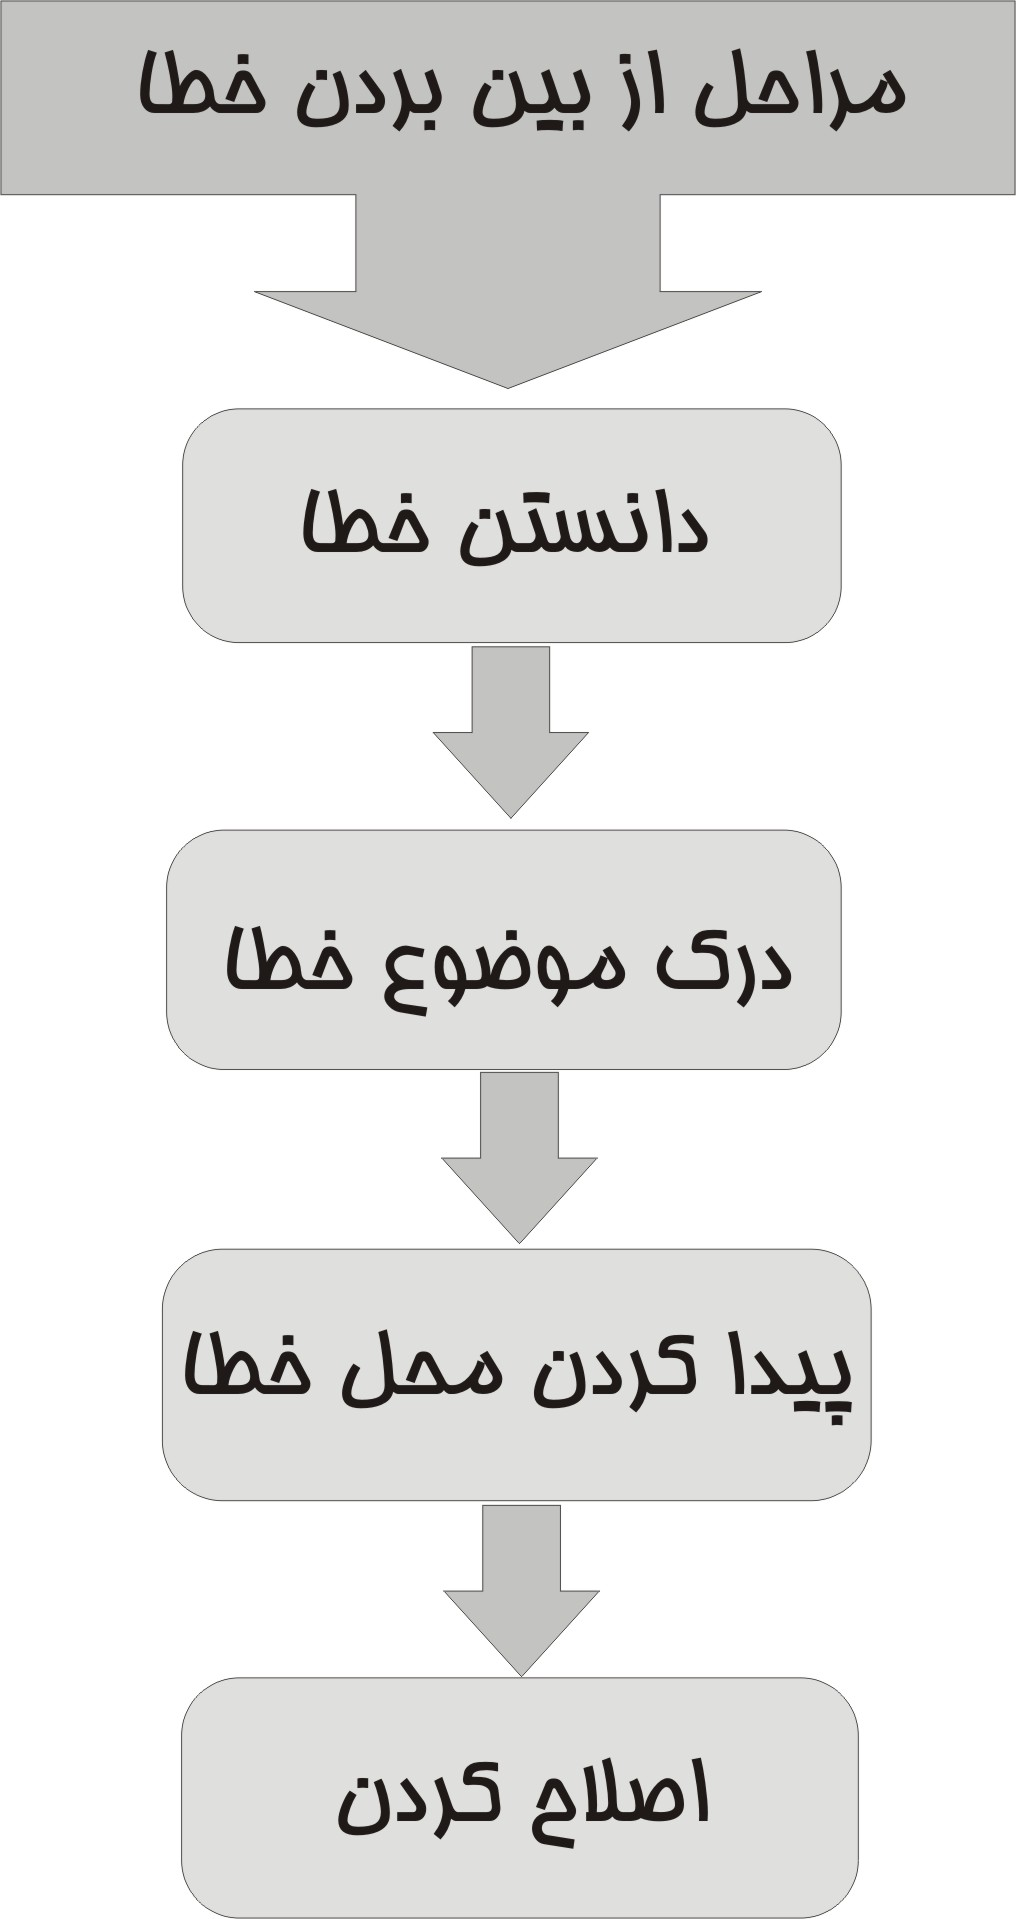 مراحل از بین بردن خطا
دانستن خطا
درک موضوع خطا
پیدا کردن محل خطا
اصلاح کردن